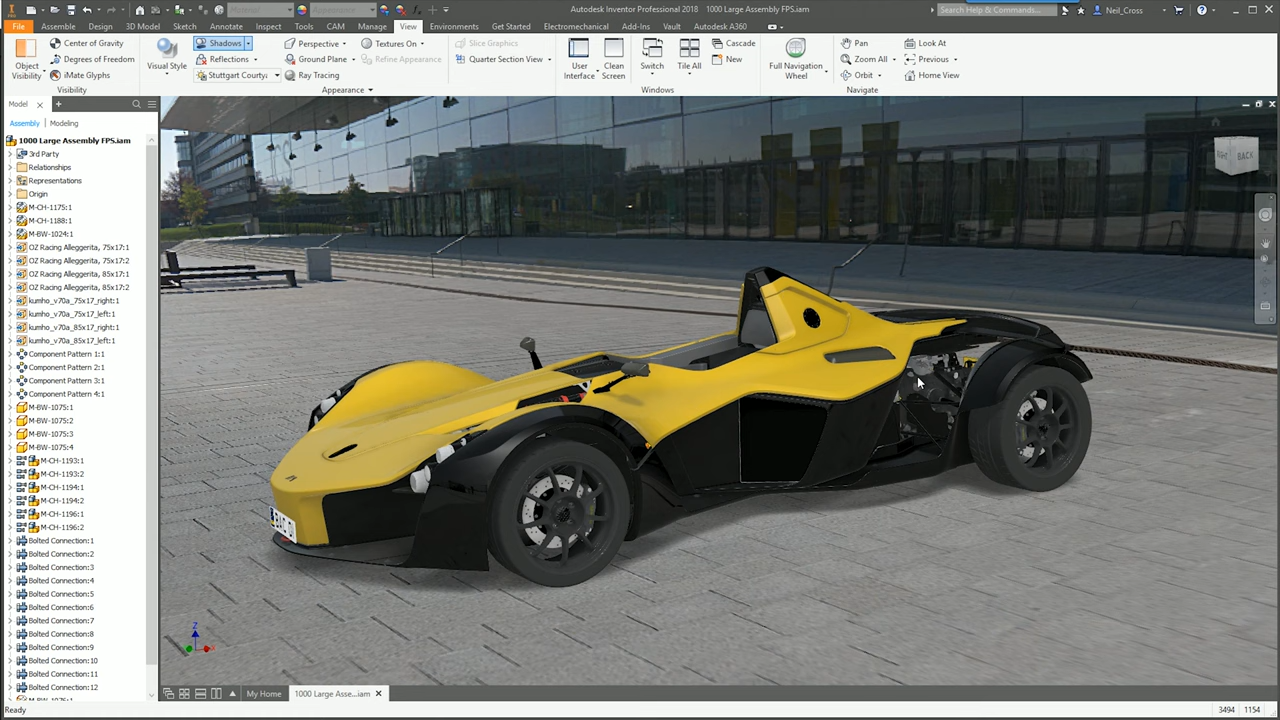 Autodesk Inventor Professional 2018 1000 Large Assembly FPS.iam
Search Help & Commands...
Neil_Cross
File Assemble Design 3D Model Sketch Annotate Inspect Tools CAM Manage View Environments Get Started Electromechanical Add-Ins Vault Autodesk A360
Object Visibility
Center of Gravity
Degrees of Freedom
iMate Glyphs
Visibility
Visual Style
Shadows
Reflections
Stuttgart Courty
Perspective
Ground Plane
Ray Tracing
Textures On
Refine Appearance
Appearance
Slice Graphics
Quarter Section View
User Interface
Clean Screen
Switch
Tile All
Cascade
New
Windows
Full Navigation Wheel
Pan
Zoom All
Orbit
Look At
Previous
Home View
Navigate
Model
Assembly Modeling
1000 Large Assembly FPS.iam
3rd Party
Relationships
Representations
Origin
M-CH-1175:1
M-CH-1188:1
M-BW-1024:1
OZ Racing Alleggerita, 75x17:1
OZ Racing Alleggerita, 75x17:2
OZ Racing Alleggerita, 85x17:1
OZ Racing Alleggerita, 85x17:2
kumho_v70a_75x17_right:1
kumho_v70a_75x17_left:1
kumho_v70a_85x17_right:1
kumho_v70a_85x17_left:1
Component Pattern 1:1
Component Pattern 2:1
Component Pattern 3:1
Component Pattern 4:1
M-BW-1075:1
M-BW-1075:2
M-BW-1075:3
M-BW-1075:4
M-CH-1193:1
M-CH-1193:2
M-CH-1194:1
M-CH-1194:2
M-CH-1196:1
M-CH-1196:2
Bolted Connection:1
Bolted Connection:2
Bolted Connection:3
Bolted Connection:4
Bolted Connection:5
Bolted Connection:6
Bolted Connection:7
Bolted Connection:8
Bolted Connection:9
Bolted Connection:10
Bolted Connection:11
Bolted Connection:12
BACK
Z
My Home
1000 Large Asse...iam
Ready
3494 1154